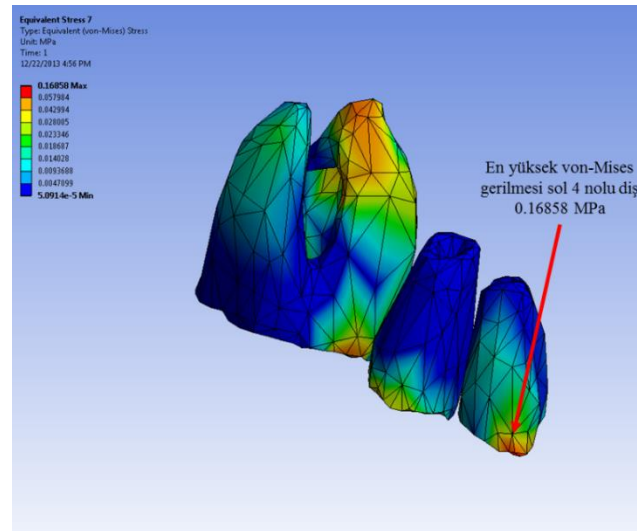 Equivalent Stress 7
Type: Equivalent (von-Mises) Stress
Unit: MPa
Time: 1
12/22/2013 4:56 PM
0.16858 Max
0.057984
0.042994
0.028005
0.023346
0.018687
0.014028
0.0093688
0.0047099
5.0914e-5 Min
En yüksek von-Mises
gerilmesi sol 4 nolu diş
0.16858 MPa